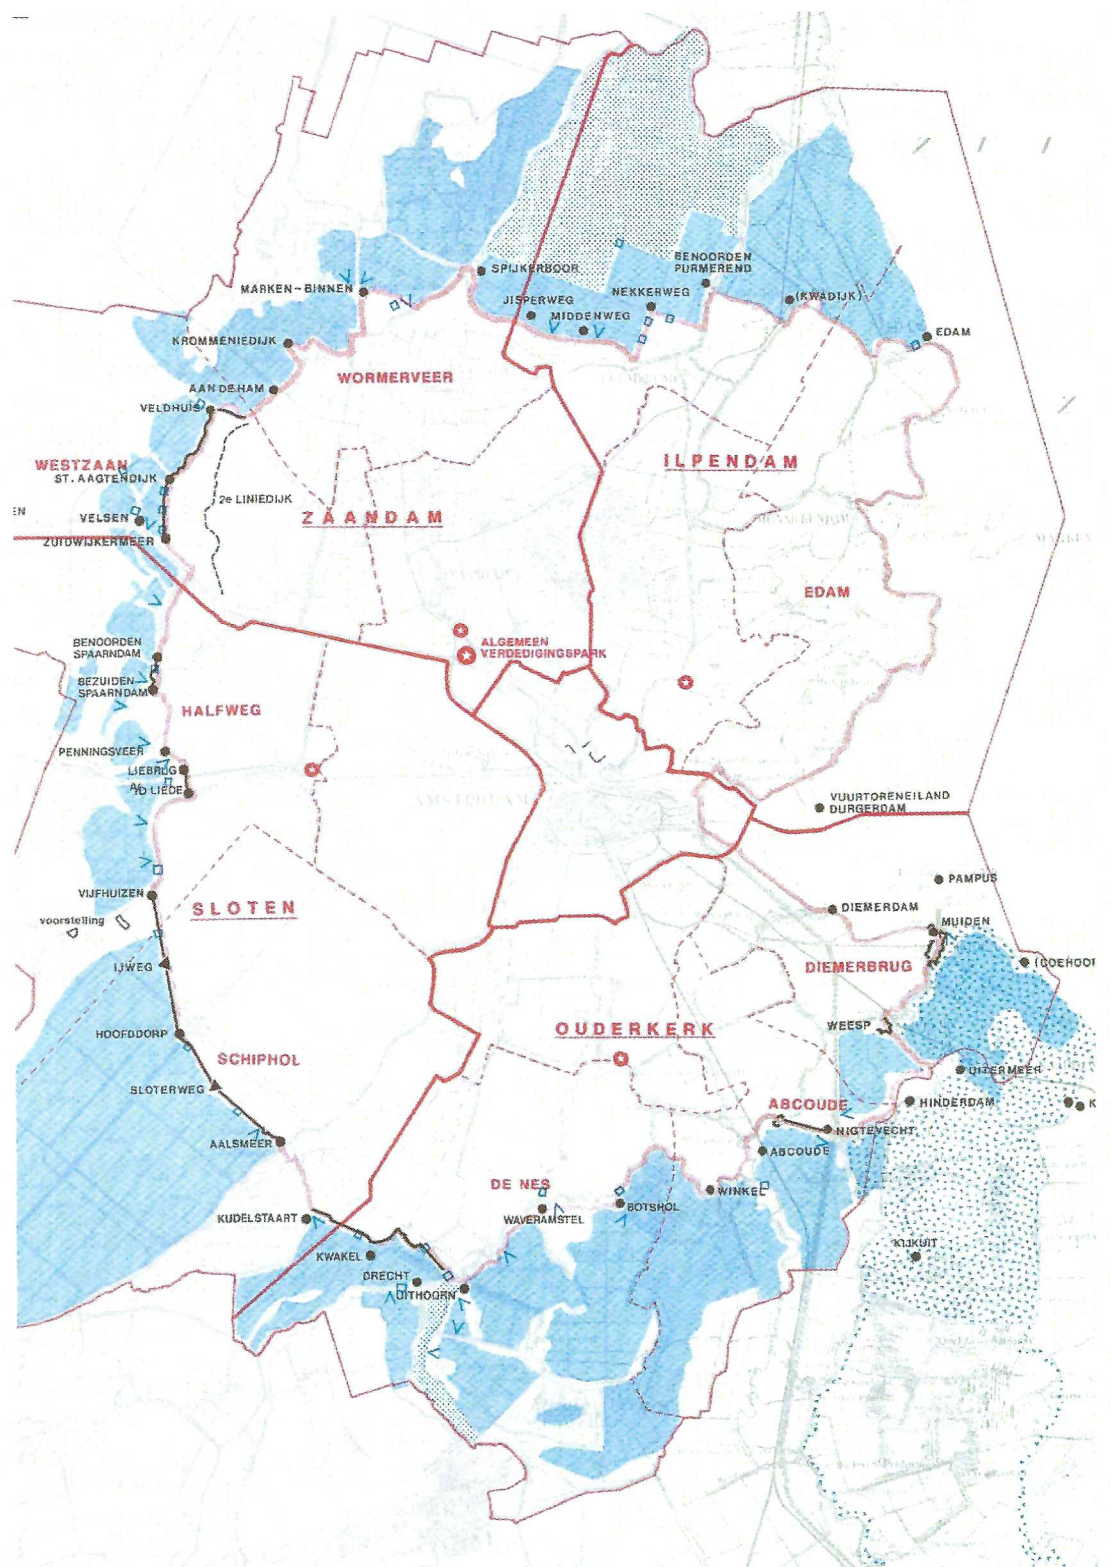 SPIJKERBOOR
BENOORDEN
PURMEREND
MARKEN-BINNEN
JISPERWEG
NEKKERWEG
(KWADIJK)
MIDDENWEG
EDAM
KROMMENIEDIJK
WORMERVEER
AAN DE HAM
VELDHUIS
WESTZAAN
ILPENDAM
ST. AAGTENDIJK
2e LINIEDIJK
EN
VELSEN
ZAANDAM
ZUIDWIJKERMEER
EDAM
BENOORDEN
SPAARNDAM
ALGEMEEN
VERDEDIGINGSPARK
BEZUIDEN
SPAARNDAM
HALFWEG
PENNINGSVEER
LIEBRUG
YD LIEDE
AMSTERDAM
VUURTORENEILAND
DURGERDAM
VIJFHUIZEN
PAMPUS
SLOTEN
DIEMERDAM
voorstelling
MUIDEN
IJWEG
DIEMERBRUG
(COEHOOR
HOOFDDORP
OUDERKERK
WEESP
SCHIPHOL
UITERMEER
SLOTERWEG
ABCOUDE
HINDERDAM
K
AALSMEER
NIGTEVECHT
ABCOUDE
DE NES
WINKEL
KUDELSTAART
WAVERAMSTEL
BOTSHOL
KIJKUIT
KWAKEL
DRECHT
UITHOORN